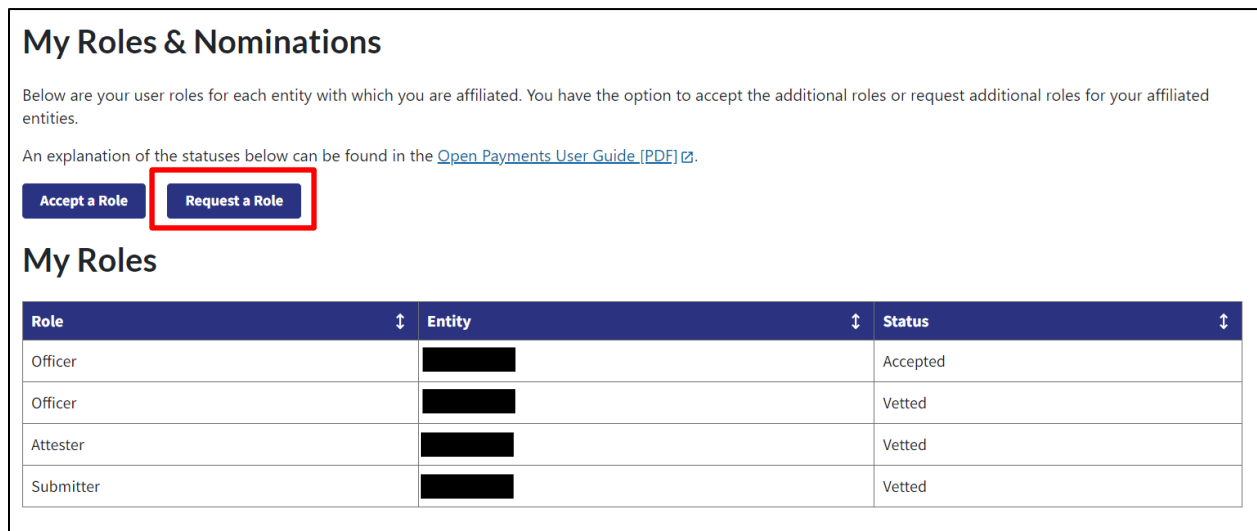 My Roles & Nominations
Below are your user roles for each entity with which you are affiliated. You have the option to accept the additional roles or request additional roles for your affiliated
entities.
An explanation of the statuses below can be found in the Open Payments User Guide [PDF].
Accept a Role Request a Role
My Roles
Role Entity Status
Officer Accepted
Officer Vetted
Attester Vetted
Submitter Vetted